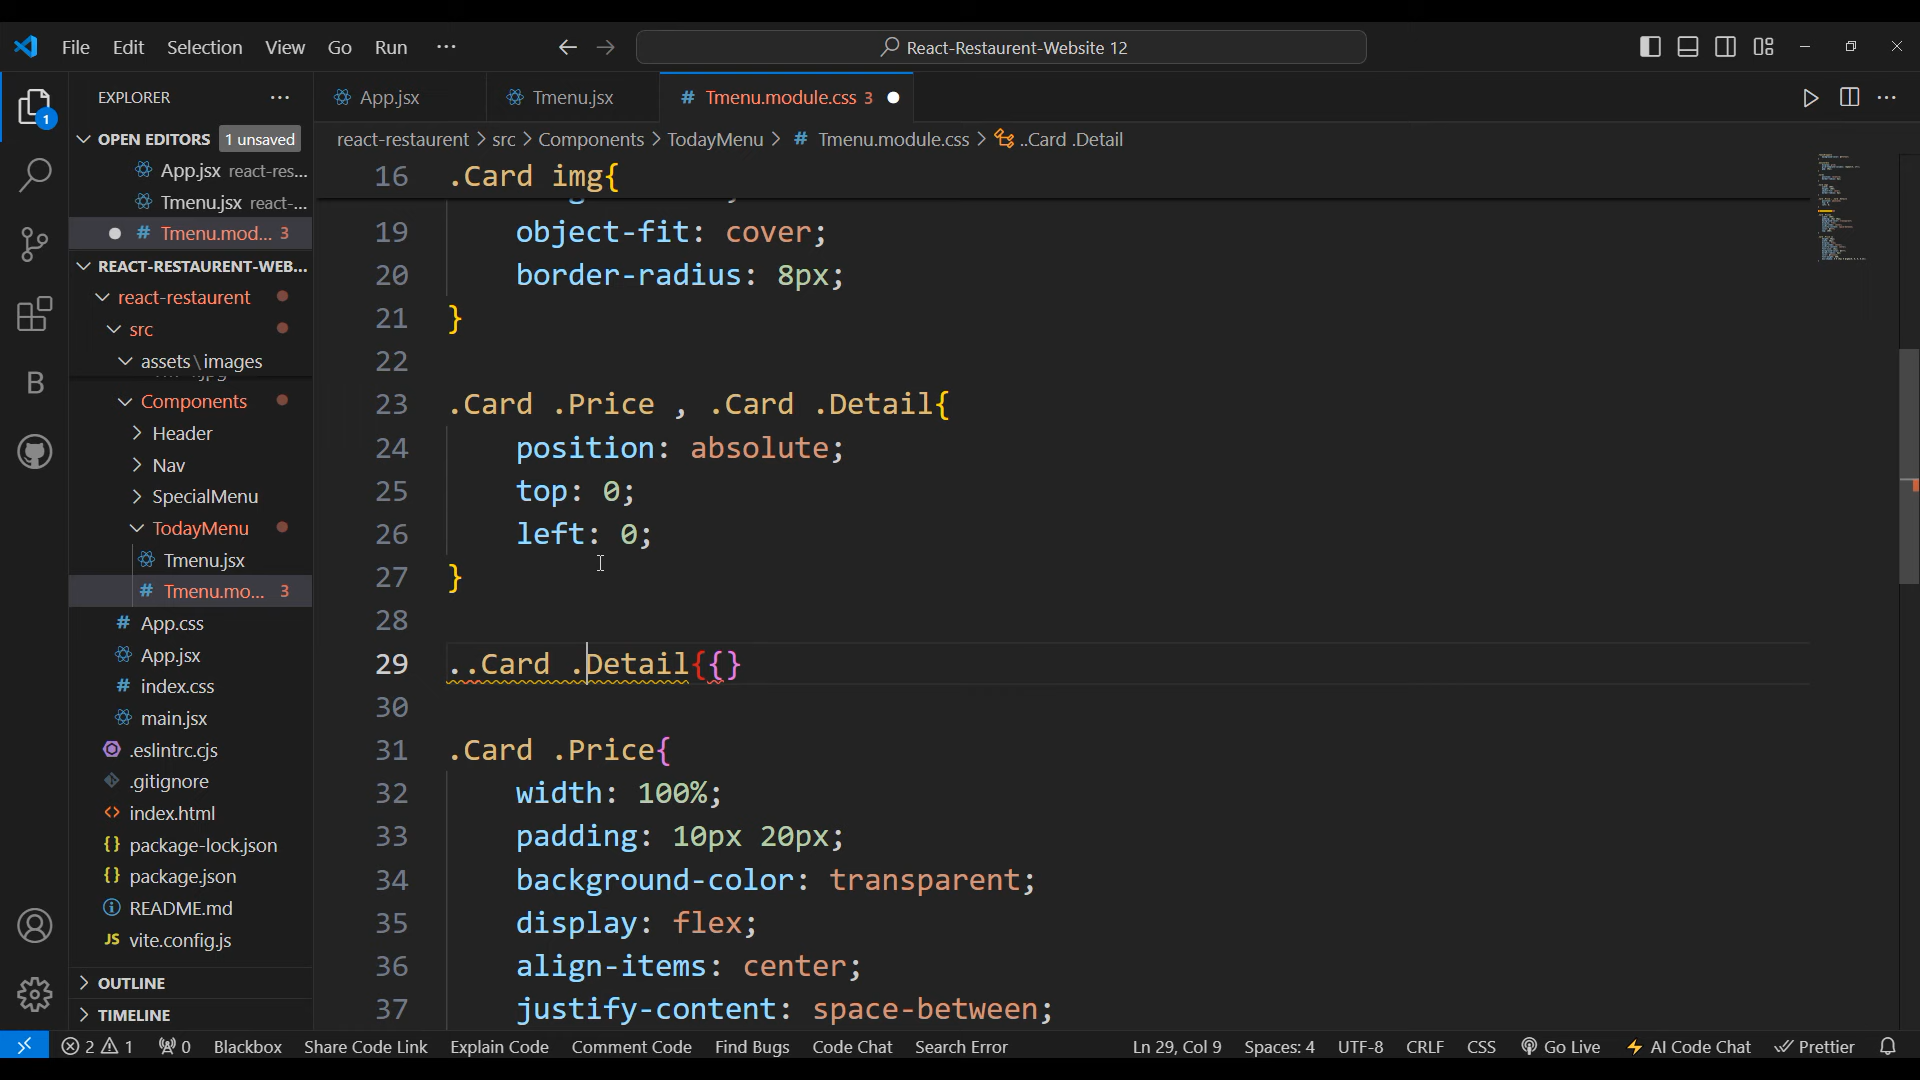 File Edit Selection View Go Run ···
React-Restaurent-Website 12
EXPLORER ···
App.jsx
Tmenu.jsx
# Tmenu.module.css 3
OPEN EDITORS 1 unsaved
App.jsx react-res...
Tmenu.jsx react-...
# Tmenu.mod... 3
REACT-RESTAURENT-WEB...
react-restaurent
src
assets\images
Components
Header
Nav
SpecialMenu
TodayMenu
Tmenu.jsx
# Tmenu.mo... 3
# App.css
App.jsx
# index.css
main.jsx
.eslintrc.cjs
.gitignore
<> index.html
{} package-lock.json
{} package.json
README.md
JS vite.config.js
OUTLINE
TIMELINE
react-restaurent > src > Components > TodayMenu > # Tmenu.module.css > ..Card .Detail
16 .Card img{
19 object-fit: cover;
20 border-radius: 8px;
21 }
22
23 .Card .Price , .Card .Detail{
24 position: absolute;
25 top: 0;
26 left: 0;
27 }
28
29 ..Card .Detail{{}
30
31 .Card .Price{
32 width: 100%;
33 padding: 10px 20px;
34 background-color: transparent;
35 display: flex;
36 align-items: center;
37 justify-content: space-between;
2 1 0 Blackbox Share Code Link Explain Code Comment Code Find Bugs Code Chat Search Error Ln 29, Col 9 Spaces: 4 UTF-8 CRLF CSS Go Live AI Code Chat Prettier